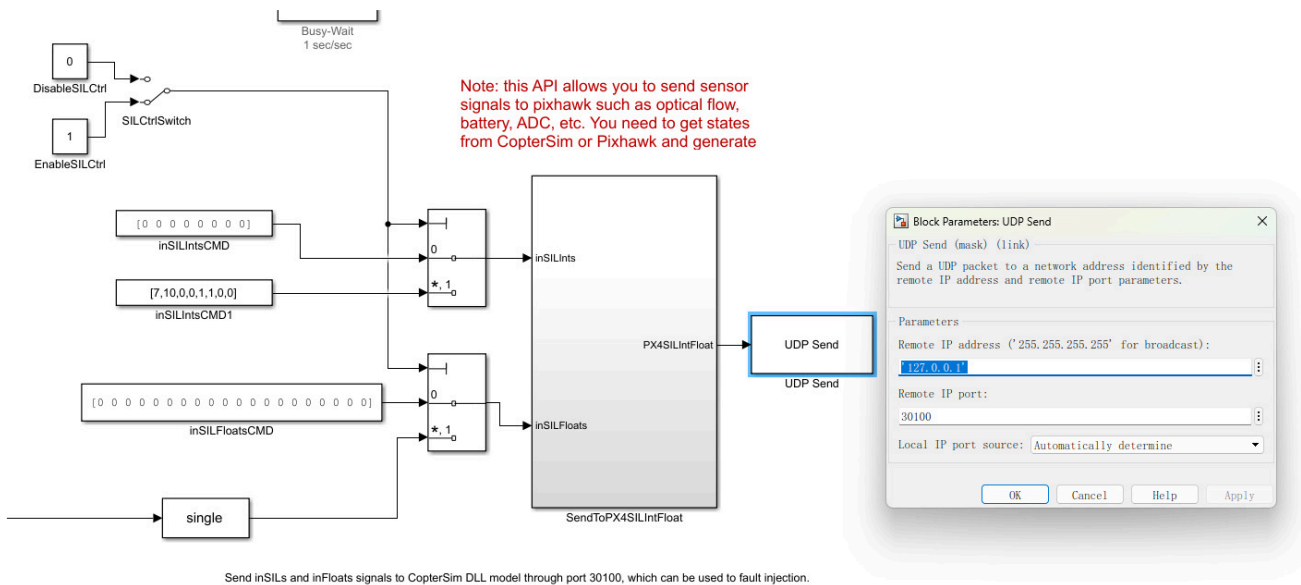 Busy-Wait
1 sec/sec
0
DisableSILCtrl
SILCtrlSwitch
1
EnableSILCtrl
Note: this API allows you to send sensor
signals to pixhawk such as optical flow,
battery, ADC, etc. You need to get states
from CopterSim or Pixhawk and generate
[0 0 0 0 0 0 0 0]
inSILIntsCMD
[7,10,0,0,1,1,0,0]
inSILIntsCMD1
0
*, 1
inSILInts
PX4SILIntFloat
inSILFloats
SendToPX4SILIntFloat
UDP Send
UDP Send
[0 0 0 0 0 0 0 0 0 0 0 0 0 0 0 0 0 0 0 0]
inSILFloatsCMD
0
*, 1
single
Send inSILs and inFloats signals to CopterSim DLL model through port 30100, which can be used to fault injection.
Block Parameters: UDP Send
UDP Send (mask) (link)
Send a UDP packet to a network address identified by the
remote IP address and remote IP port parameters.
Parameters
Remote IP address ('255.255.255.255' for broadcast):
'127.0.0.1'
Remote IP port:
30100
Local IP port source: Automatically determine
OK Cancel Help Apply